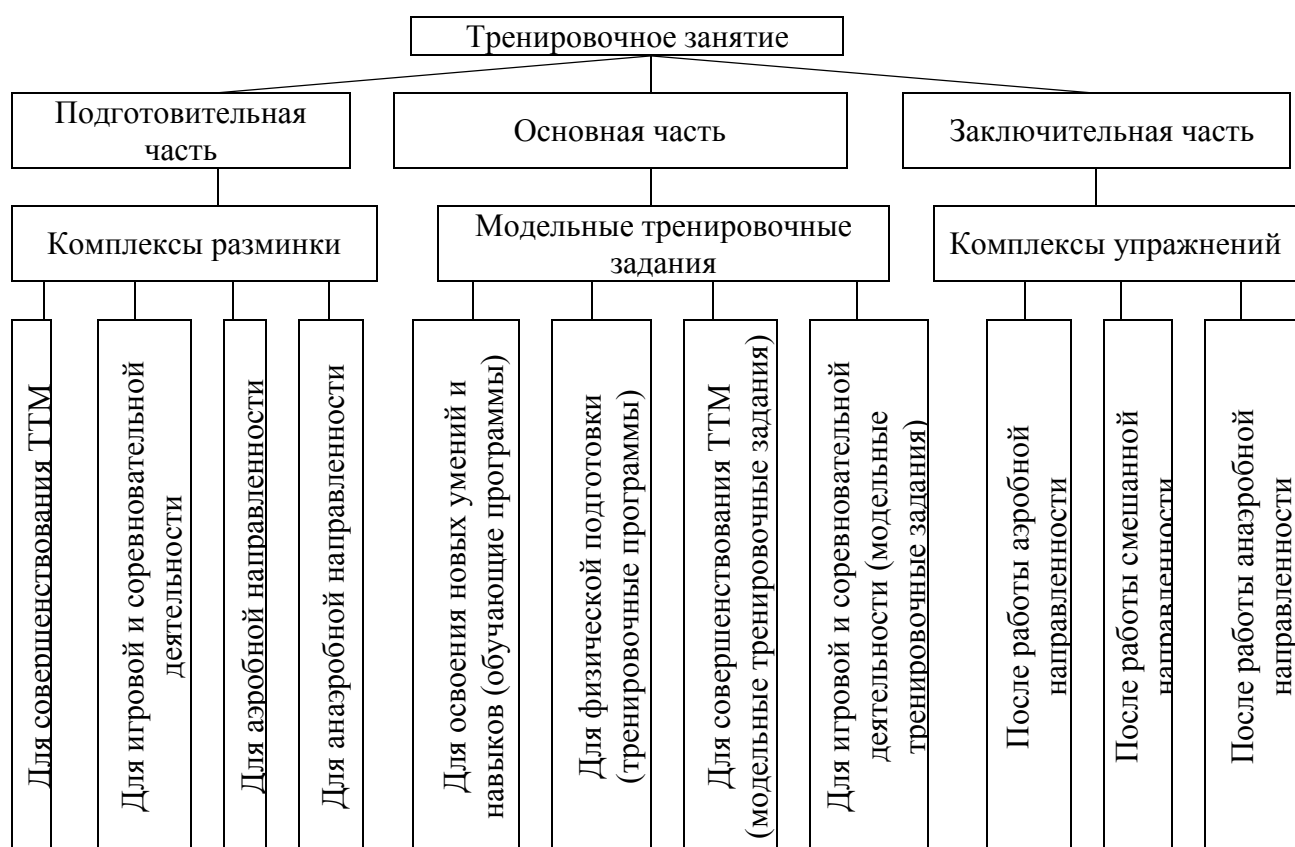 Тренировочное занятие
Подготовительная
часть
Основная часть
Заключительная часть
Комплексы разминки
Модельные тренировочные
задания
Комплексы упражнений
Для совершенствования ТТМ
Для игровой и соревновательной
деятельности
Для аэробной направленности
Для анаэробной направленности
Для освоения новых умений и
навыков (обучающие программы)
Для физической подготовки
(тренировочные программы)
Для совершенствования ТТМ
(модельные тренировочные задания)
Для игровой и соревновательной
деятельности (модельные
тренировочные задания)
После работы аэробной
направленности
После работы смешанной
направленности
После работы анаэробной
направленности